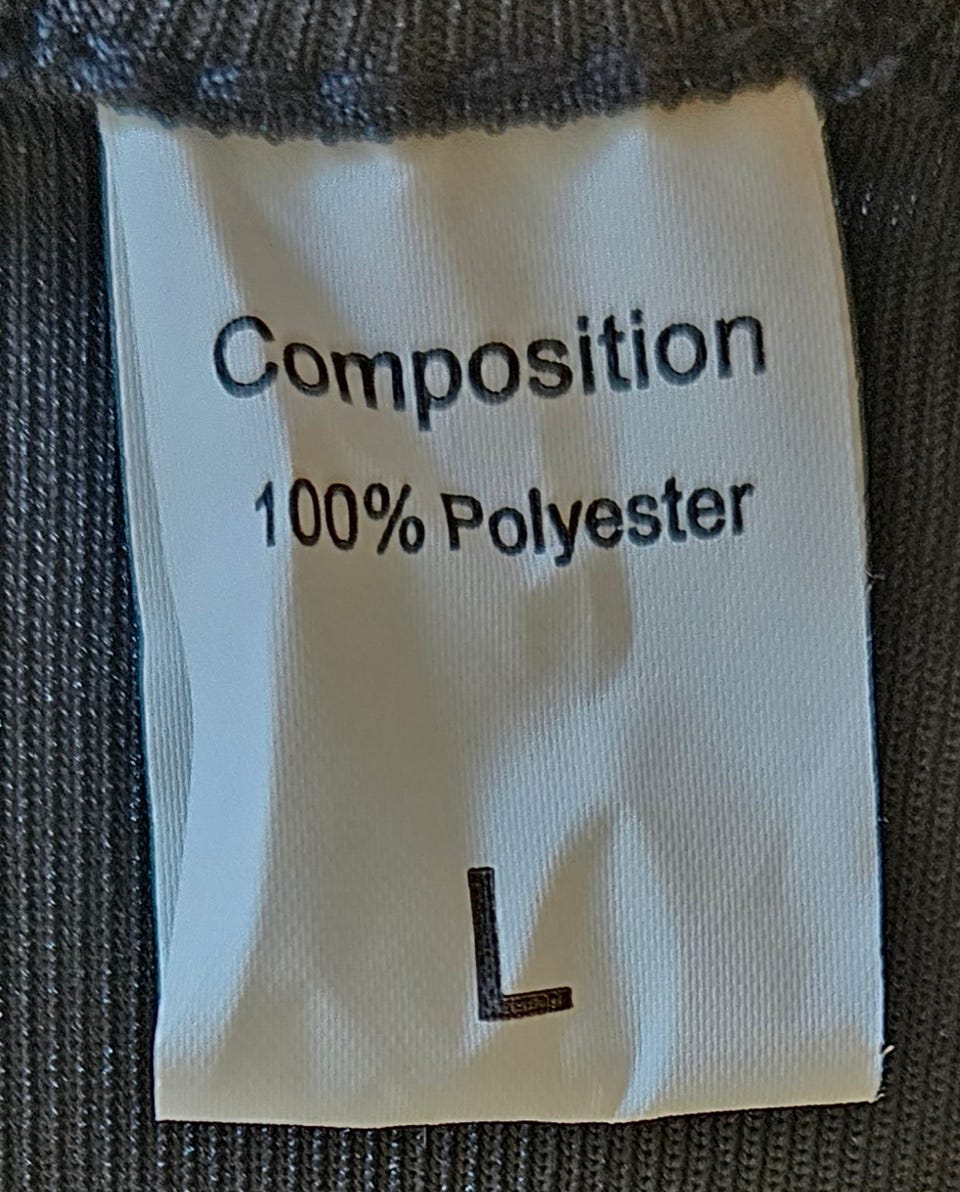 Composition
100% Polyester
L